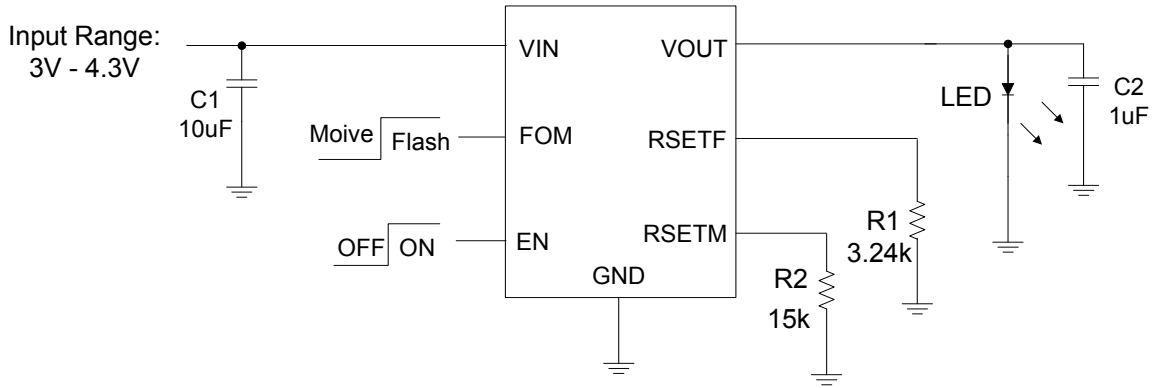 Input Range:
3V - 4.3V
C1
10uF
Moive
Flash
OFF
ON
VIN
FOM
EN
GND
VOUT
RSETF
RSETM
R2
15k
R1
3.24k
LED
C2
1uF